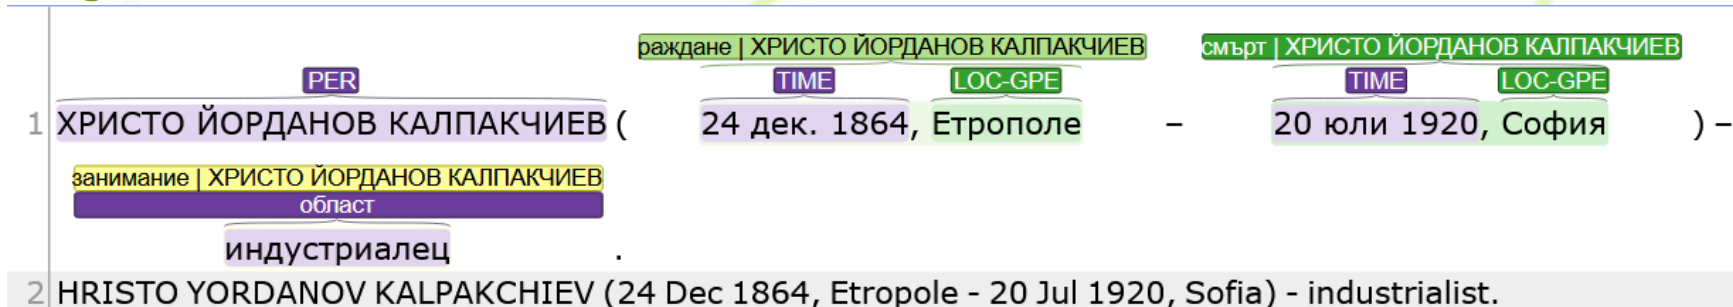 раждане | ХРИСТО ЙОРДАНОВ КАЛПАКЧИЕВ смърт | ХРИСТО ЙОРДАНОВ КАЛПАКЧИЕВ
PER TIME LOC-GPE TIME LOC-GPE
1 ХРИСТО ЙОРДАНОВ КАЛПАКЧИЕВ ( 24 дек. 1864, Етрополе – 20 юли 1920, София ) –
занимание | ХРИСТО ЙОРДАНОВ КАЛПАКЧИЕВ
област
индустриалец .
2 HRISTO YORDANOV KALPAKCHIEV (24 Dec 1864, Etropole - 20 Jul 1920, Sofia) - industrialist.